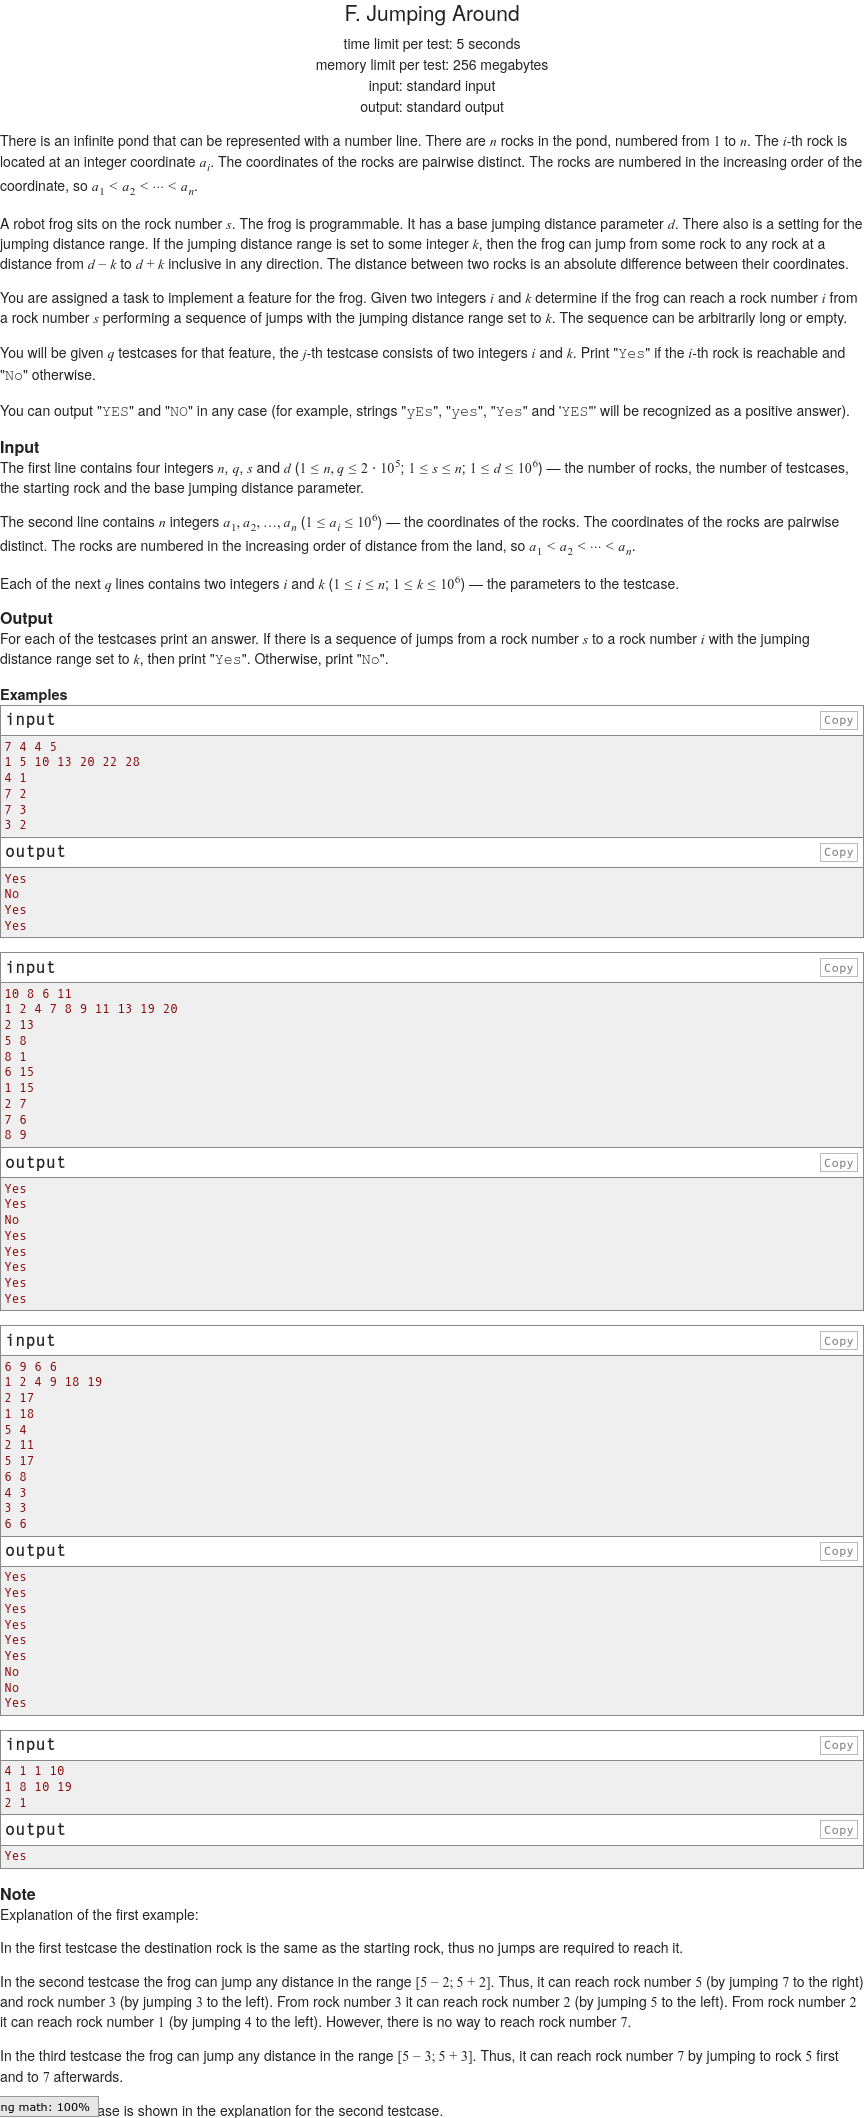 F. Jumping Around
time limit per test: 5 seconds
memory limit per test: 256 megabytes
input: standard input
output: standard output
There is an infinite pond that can be represented with a number line. There are n rocks in the pond, numbered from 1 to n. The i-th rock is
located at an integer coordinate a_i. The coordinates of the rocks are pairwise distinct. The rocks are numbered in the increasing order of the
coordinate, so a_1 < a_2 < ··· < a_n.
A robot frog sits on the rock number s. The frog is programmable. It has a base jumping distance parameter d. There also is a setting for the
jumping distance range. If the jumping distance range is set to some integer k, then the frog can jump from some rock to any rock at a
distance from d − k to d + k inclusive in any direction. The distance between two rocks is an absolute difference between their coordinates.
You are assigned a task to implement a feature for the frog. Given two integers i and k determine if the frog can reach a rock number i from
a rock number s performing a sequence of jumps with the jumping distance range set to k. The sequence can be arbitrarily long or empty.
You will be given q testcases for that feature, the j-th testcase consists of two integers i and k. Print "Yes" if the i-th rock is reachable and
"No" otherwise.
You can output "YES" and "NO" in any case (for example, strings "yEs", "yes", "Yes" and 'YES"' will be recognized as a positive answer).
Input
The first line contains four integers n, q, s and d (1 ≤ n, q ≤ 2 · 10^5; 1 ≤ s ≤ n; 1 ≤ d ≤ 10^6) — the number of rocks, the number of testcases,
the starting rock and the base jumping distance parameter.
The second line contains n integers a_1, a_2, …, a_n (1 ≤ a_i ≤ 10^6) — the coordinates of the rocks. The coordinates of the rocks are pairwise
distinct. The rocks are numbered in the increasing order of distance from the land, so a_1 < a_2 < ··· < a_n.
Each of the next q lines contains two integers i and k (1 ≤ i ≤ n; 1 ≤ k ≤ 10^6) — the parameters to the testcase.
Output
For each of the testcases print an answer. If there is a sequence of jumps from a rock number s to a rock number i with the jumping
distance range set to k, then print "Yes". Otherwise, print "No".
Examples
input Copy
7 4 4 5
1 5 10 13 20 22 28
4 1
7 2
7 3
3 2
output Copy
Yes
No
Yes
Yes
input Copy
10 8 6 11
1 2 4 7 8 9 11 13 19 20
2 13
5 8
8 1
6 15
1 15
2 7
7 6
8 9
output Copy
Yes
Yes
No
Yes
Yes
Yes
Yes
Yes
input Copy
6 9 6 6
1 2 4 9 18 19
2 17
1 18
5 4
2 11
5 17
6 8
4 3
3 3
6 6
output Copy
Yes
Yes
Yes
Yes
Yes
Yes
No
No
Yes
input Copy
4 1 1 10
1 8 10 19
2 1
output Copy
Yes
Note
Explanation of the first example:
In the first testcase the destination rock is the same as the starting rock, thus no jumps are required to reach it.
In the second testcase the frog can jump any distance in the range [5 − 2; 5 + 2]. Thus, it can reach rock number 5 (by jumping 7 to the right)
and rock number 3 (by jumping 3 to the left). From rock number 3 it can reach rock number 2 (by jumping 5 to the left). From rock number 2
it can reach rock number 1 (by jumping 4 to the left). However, there is no way to reach rock number 7.
In the third testcase the frog can jump any distance in the range [5 − 3; 5 + 3]. Thus, it can reach rock number 7 by jumping to rock 5 first
and to 7 afterwards.
ng math: 100% ase is shown in the explanation for the second testcase.